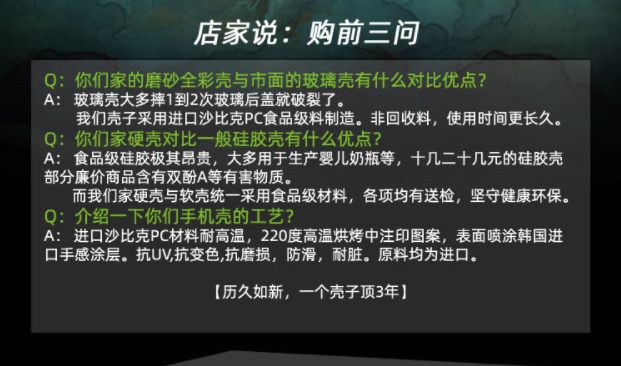 店家说：购前三问
Q：你们家的磨砂全彩壳与市面的玻璃壳有什么对比优点？
A：玻璃壳大多摔1到2次玻璃后盖就破裂了。
我们壳子采用进口沙比克PC食品级料制造。非回收料，使用时间更长久。
Q：你们家硬壳对比一般硅胶壳有什么优点？
A：食品级硅胶极其昂贵，大多用于生产婴儿奶瓶等，十几二十几元的硅胶壳
部分廉价商品含有双酚A等有害物质。
而我们家硬壳与软壳统一采用食品级材料，各项均有送检，坚守健康环保。
Q：介绍一下你们手机壳的工艺？
A：进口沙比克PC材料耐高温，220度高温烘烤中注印图案，表面喷涂韩国进
口手感涂层。抗UV,抗变色,抗磨损，防滑，耐脏。原料均为进口。
【历久如新，一个壳子顶3年】